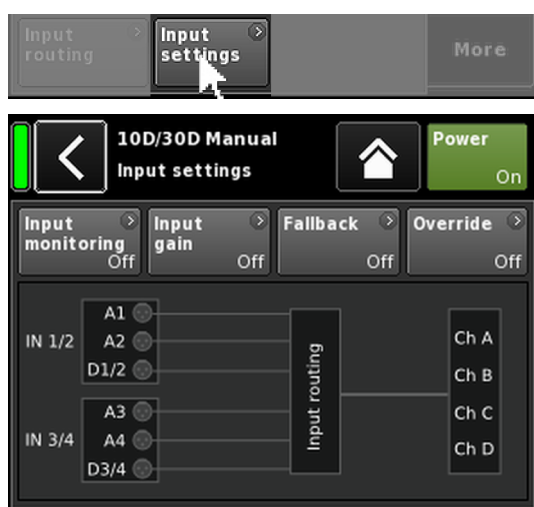 Input
routing
Input
settings
More
10D/30D Manual
Input settings
Power
On
Input
monitoring
Off
Input
gain
Off
Fallback
Off
Override
Off
IN 1/2
A1
A2
D1/2
IN 3/4
A3
A4
D3/4
Input routing
Ch A
Ch B
Ch C
Ch D